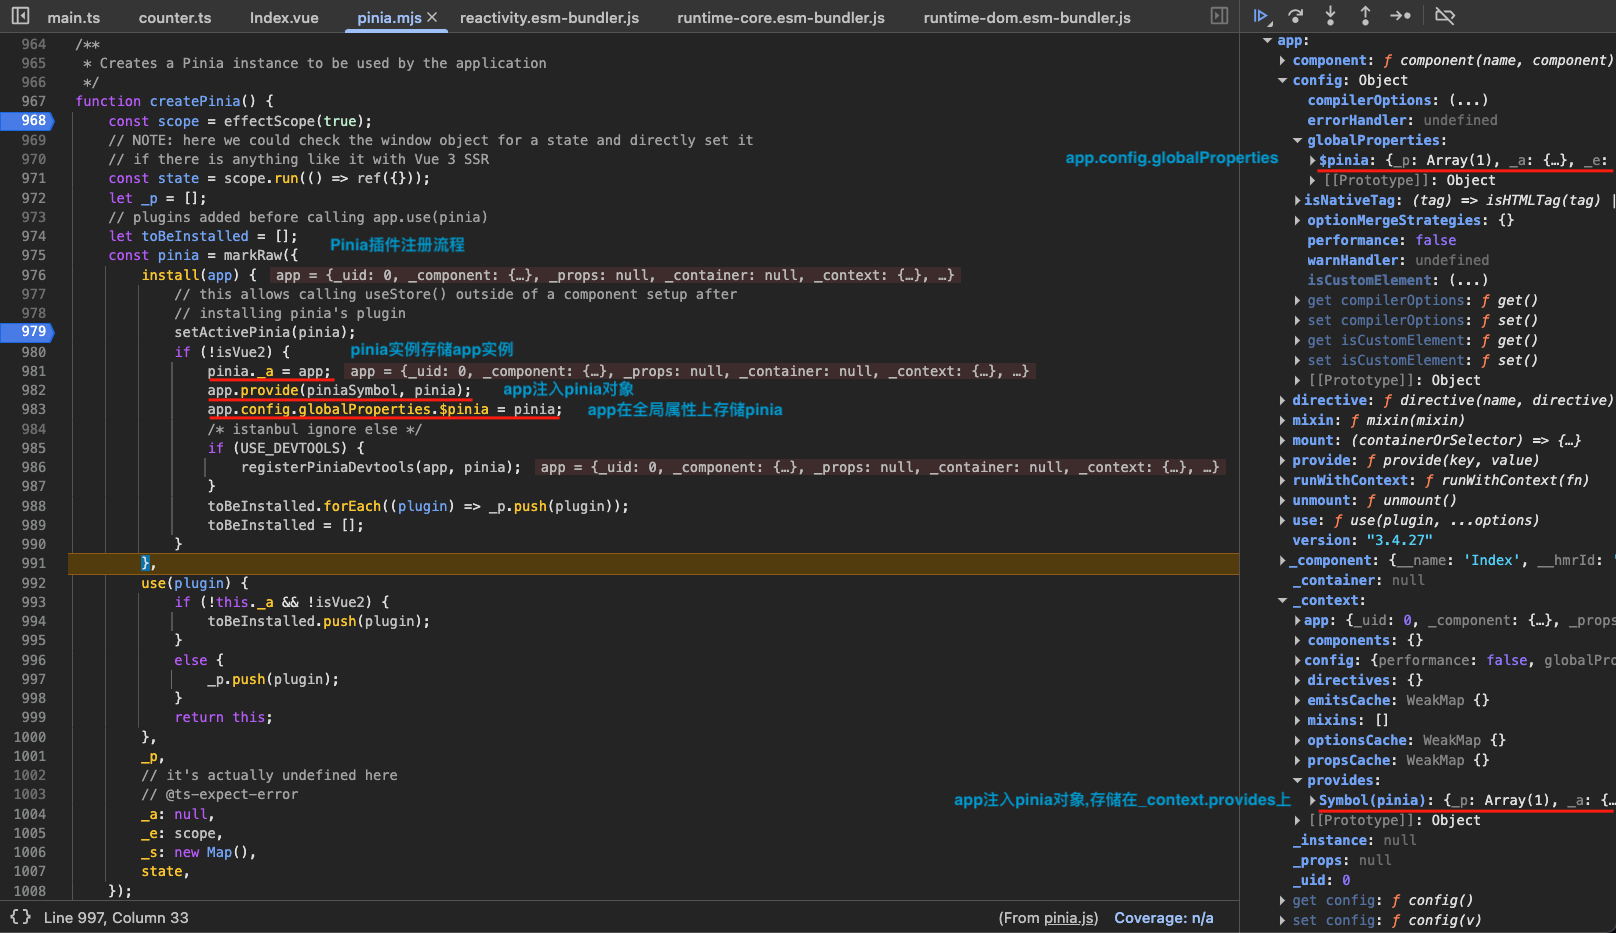 main.ts counter.ts Index.vue pinia.mjs × reactivity.esm-bundler.js runtime-core.esm-bundler.js runtime-dom.esm-bundler.js
964 /**
965 * Creates a Pinia instance to be used by the application
966 */
967 function createPinia() {
968 const scope = effectScope(true);
969 // NOTE: here we could check the window object for a state and directly set it
970 // if there is anything like it with Vue 3 SSR
971 const state = scope.run(() => ref({}));
972 let _p = [];
973 // plugins added before calling app.use(pinia)
974 let toBeInstalled = [];
Pinia插件注册流程
975 const pinia = markRaw({
976 install(app) { app = {_uid: 0, _component: {…}, _props: null, _container: null, _context: {…}, …}
977 // this allows calling useStore() outside of a component setup after
978 // installing pinia's plugin
979 setActivePinia(pinia);
980 if (!isVue2) { pinia实例存储app实例
981 pinia._a = app; app = {_uid: 0, _component: {…}, _props: null, _container: null, _context: {…}, …}
982 app.provide(piniaSymbol, pinia); app注入pinia对象
983 app.config.globalProperties.$pinia = pinia; app在全局属性上存储pinia
984 /* istanbul ignore else */
985 if (USE_DEVTOOLS) {
986 registerPiniaDevtools(app, pinia); app = {_uid: 0, _component: {…}, _props: null, _container: null, _context: {…}, …}
987 }
988 toBeInstalled.forEach((plugin) => _p.push(plugin));
989 toBeInstalled = [];
990 }
991 },
992 use(plugin) {
993 if (!this._a && !isVue2) {
994 toBeInstalled.push(plugin);
995 }
996 else {
997 _p.push(plugin);
998 }
999 return this;
1000 },
1001 _p,
1002 // it's actually undefined here
1003 // @ts-expect-error
1004 _a: null,
1005 _e: scope,
1006 _s: new Map(),
1007 state,
1008 });
{} Line 997, Column 33 (From pinia.js) Coverage: n/a
app:
component: ƒ component(name, component)
config: Object
compilerOptions: (...)
errorHandler: undefined
globalProperties:
app.config.globalProperties
$pinia: {_p: Array(1), _a: {…}, _e:
[[Prototype]]: Object
isNativeTag: (tag) => isHTMLTag(tag) |
optionMergeStrategies: {}
performance: false
warnHandler: undefined
isCustomElement: (...)
get compilerOptions: ƒ get()
set compilerOptions: ƒ set()
get isCustomElement: ƒ get()
set isCustomElement: ƒ set()
[[Prototype]]: Object
directive: ƒ directive(name, directive)
mixin: ƒ mixin(mixin)
mount: (containerOrSelector) => {…}
provide: ƒ provide(key, value)
runWithContext: ƒ runWithContext(fn)
unmount: ƒ unmount()
use: ƒ use(plugin, ...options)
version: "3.4.27"
_component: {__name: 'Index', __hmrId: '
_container: null
_context:
app: {_uid: 0, _component: {…}, _props
components: {}
config: {performance: false, globalPro
directives: {}
emitsCache: WeakMap {}
mixins: []
optionsCache: WeakMap {}
propsCache: WeakMap {}
provides:
app注入pinia对象,存储在_context.provides上
Symbol(pinia): {_p: Array(1), _a: {…
[[Prototype]]: Object
_instance: null
_props: null
_uid: 0
get config: ƒ config()
set config: ƒ config(v)